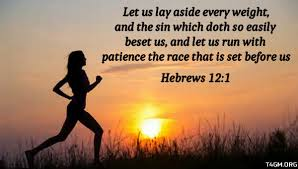 Let us lay aside every weight,
and the sin which doth so easily
beset us, and let us run with
patience the race that is set before us
Hebrews 12:1
T4GM.ORG